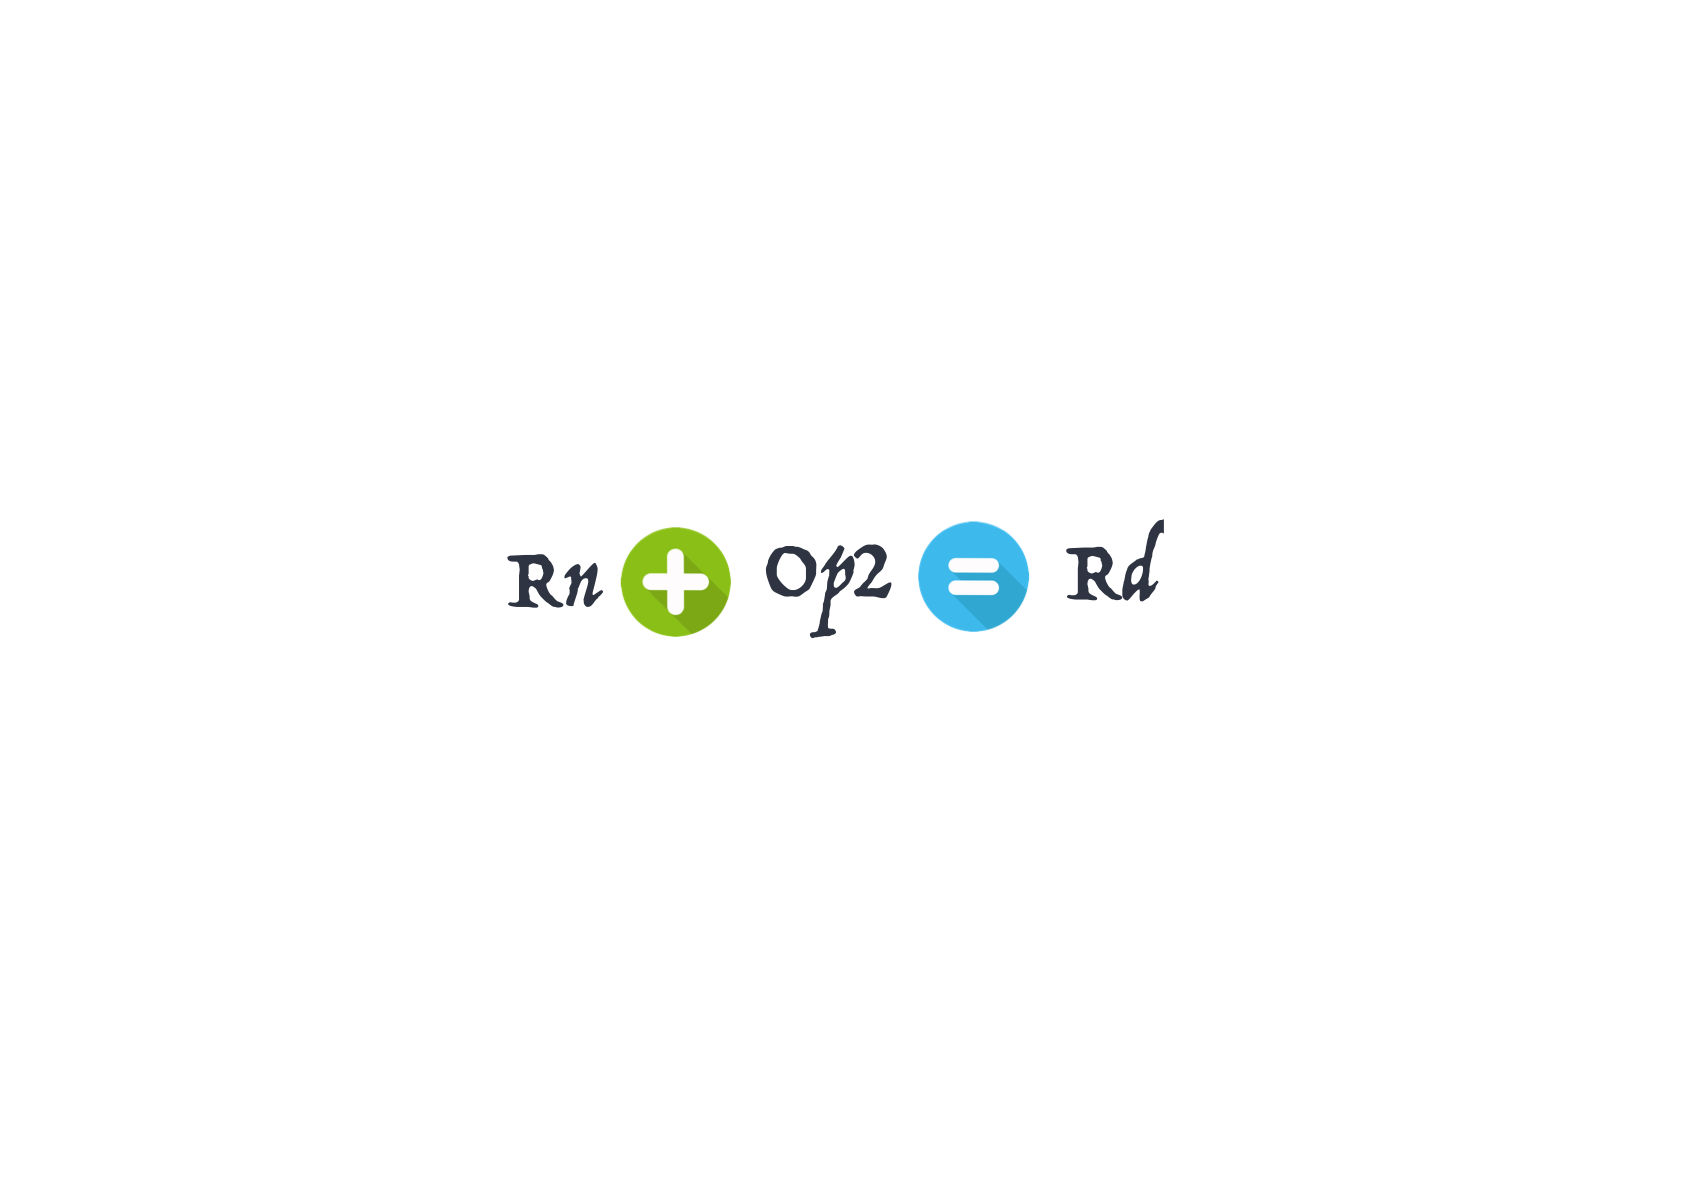 Rn + Op2 = Rd